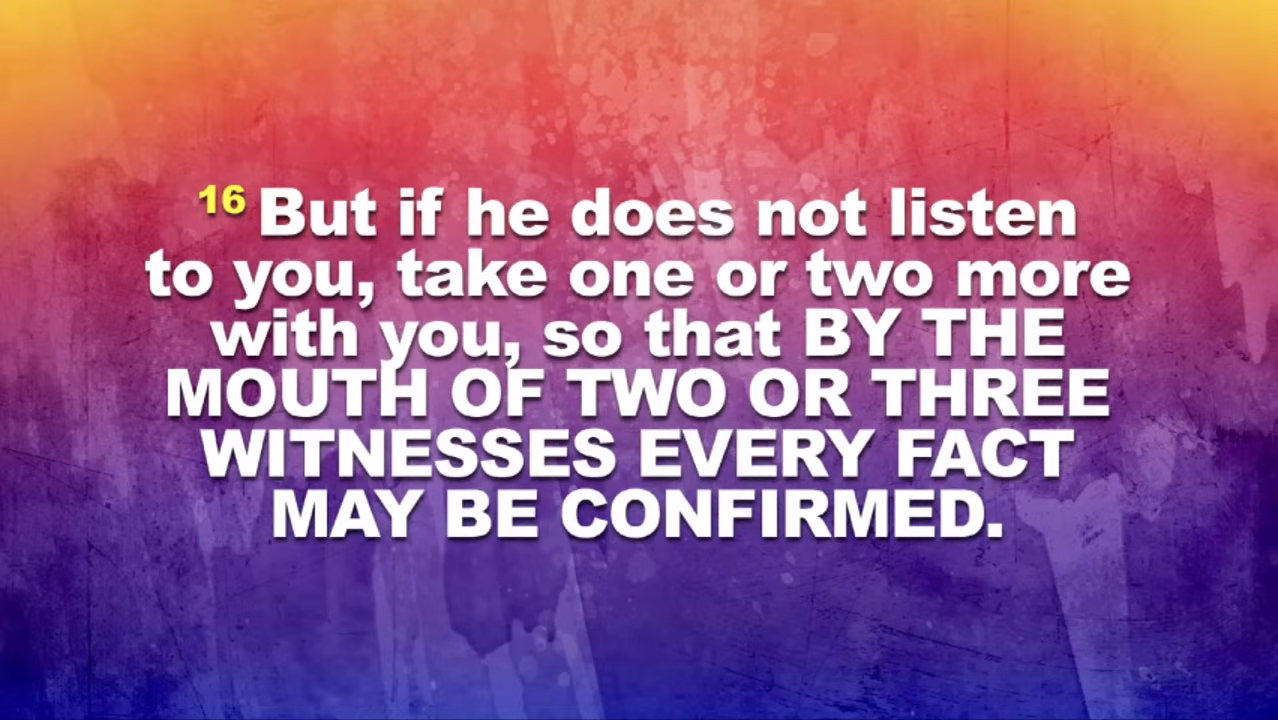 16 But if he does not listen
to you, take one or two more
with you, so that BY THE
MOUTH OF TWO OR THREE
WITNESSES EVERY FACT
MAY BE CONFIRMED.